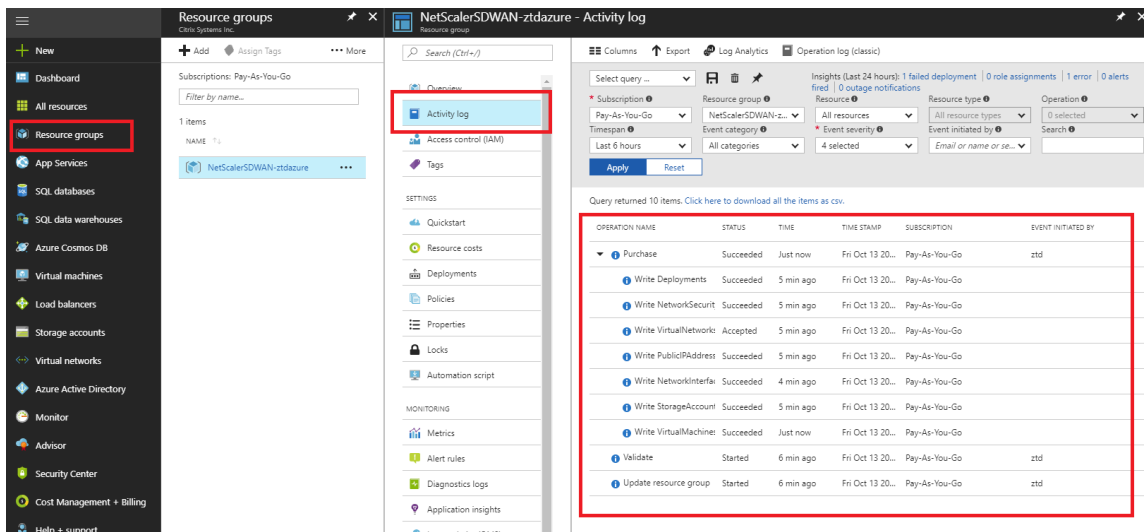 Resource groups
Citrix Systems Inc.
NetScalerSDWAN-ztdazure - Activity log
Resource group
New
Dashboard
All resources
Resource groups
App Services
SQL databases
SQL data warehouses
Azure Cosmos DB
Virtual machines
Load balancers
Storage accounts
Virtual networks
Azure Active Directory
Monitor
Advisor
Security Center
Cost Management + Billing
Help + support
Add Assign Tags ••• More
Subscriptions: Pay-As-You-Go
Filter by name...
1 items
NAME
NetScalerSDWAN-ztdazure •••
Search (Ctrl+/)
Overview
Activity log
Access control (IAM)
Tags
SETTINGS
Quickstart
Resource costs
Deployments
Policies
Properties
Locks
Automation script
MONITORING
Metrics
Alert rules
Diagnostics logs
Application insights
Columns Export Log Analytics Operation log (classic)
Select query ...
Insights (Last 24 hours): 1 failed deployment | 0 role assignments | 1 error | 0 alerts
fired | 0 outage notifications
* Subscription Resource group Resource Resource type Operation
Pay-As-You-Go NetScalerSDWAN-z... All resources All resource types 0 selected
Timespan Event category * Event severity Event initiated by Search
Last 6 hours All categories 4 selected Email or name or se...
Apply Reset
Query returned 10 items. Click here to download all the items as csv.
OPERATION NAME STATUS TIME TIME STAMP SUBSCRIPTION EVENT INITIATED BY
Purchase Succeeded Just now Fri Oct 13 20... Pay-As-You-Go ztd
Write Deployments Succeeded 5 min ago Fri Oct 13 20... Pay-As-You-Go
Write NetworkSecurit Succeeded 5 min ago Fri Oct 13 20... Pay-As-You-Go
Write VirtualNetworks Accepted 5 min ago Fri Oct 13 20... Pay-As-You-Go
Write PublicIPAddress Succeeded 5 min ago Fri Oct 13 20... Pay-As-You-Go
Write NetworkInterfac Succeeded 4 min ago Fri Oct 13 20... Pay-As-You-Go
Write StorageAccount Succeeded 5 min ago Fri Oct 13 20... Pay-As-You-Go
Write VirtualMachines Succeeded Just now Fri Oct 13 20... Pay-As-You-Go
Validate Started 6 min ago Fri Oct 13 20... Pay-As-You-Go ztd
Update resource group Started 6 min ago Fri Oct 13 20... Pay-As-You-Go ztd